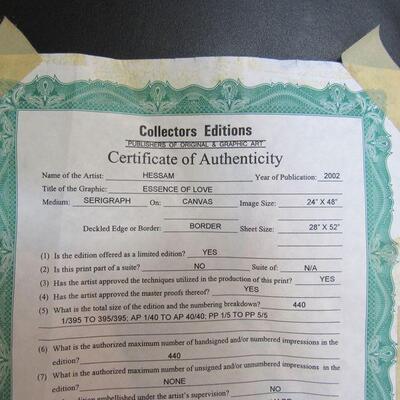 Collectors Editions
PUBLISHERS OF ORIGINAL & GRAPHIC ART
Certificate of Authenticity
Name of the Artist: HESSAM Year of Publication: 2002
Title of the Graphic: ESSENCE OF LOVE
Medium: SERIGRAPH On: CANVAS Image Size: 24" X 48"
Deckled Edge or Border: BORDER Sheet Size: 28" X 52"
(1) Is the edition offered as a limited edition? YES
(2) Is this print part of a suite? NO Suite of: N/A
(3) Has the artist approved the techniques utilized in the production of this print? YES
(4) Has the artist approved the master proofs thereof? YES
(5) What is the total size of the edition and the numbering breakdown? 440
1/395 TO 395/395; AP 1/40 TO AP 40/40; PP 1/5 TO PP 5/5
(6) What is the authorized maximum number of handsigned and/or numbered impressions in the
edition? 440
(7) What is the authorized maximum number of unsigned and/or unnumbered impressions in the
edition? NONE
embellished under the artist's supervision? NO